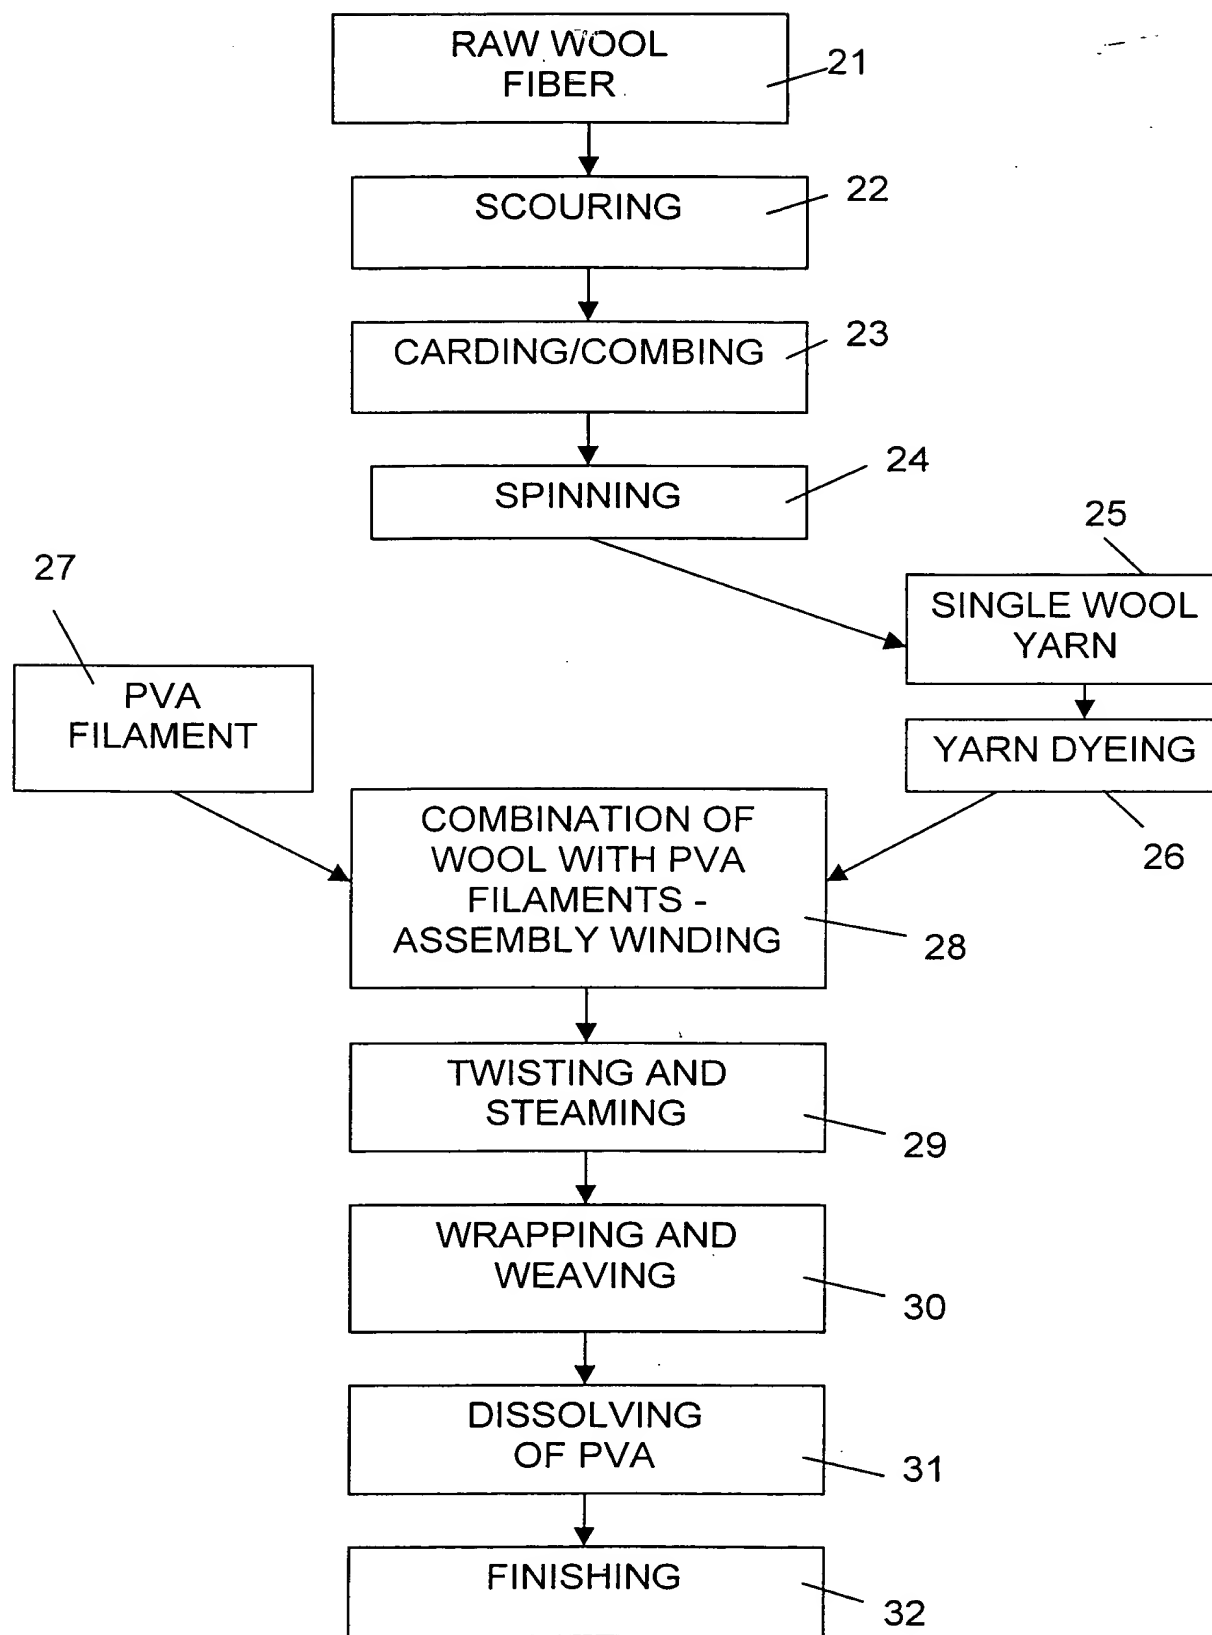 RAW WOOL
FIBER
21
SCOURING
22
CARDING/COMBING
23
SPINNING
24
25
SINGLE WOOL
YARN
27
PVA
FILAMENT
YARN DYEING
26
COMBINATION OF
WOOL WITH PVA
FILAMENTS -
ASSEMBLY WINDING
28
TWISTING AND
STEAMING
29
WRAPPING AND
WEAVING
30
DISSOLVING
OF PVA
31
FINISHING
32